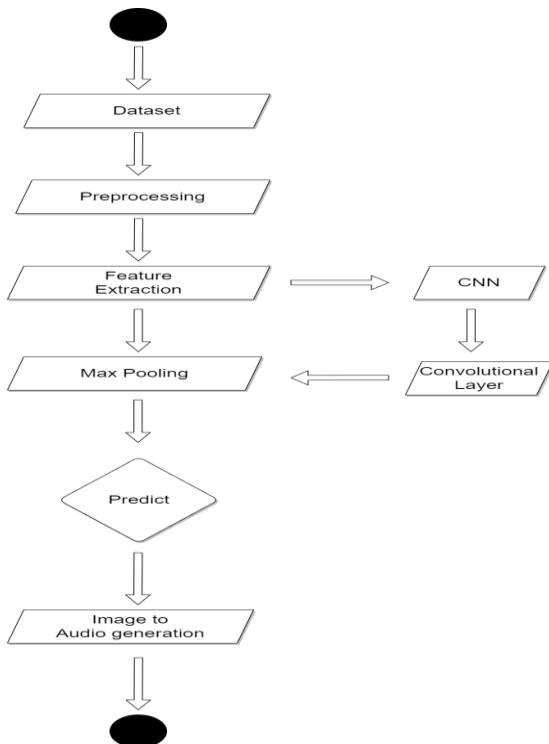 Dataset
Preprocessing
Feature
Extraction
CNN
Max Pooling
Convolutional
Layer
Predict
Image to
Audio generation